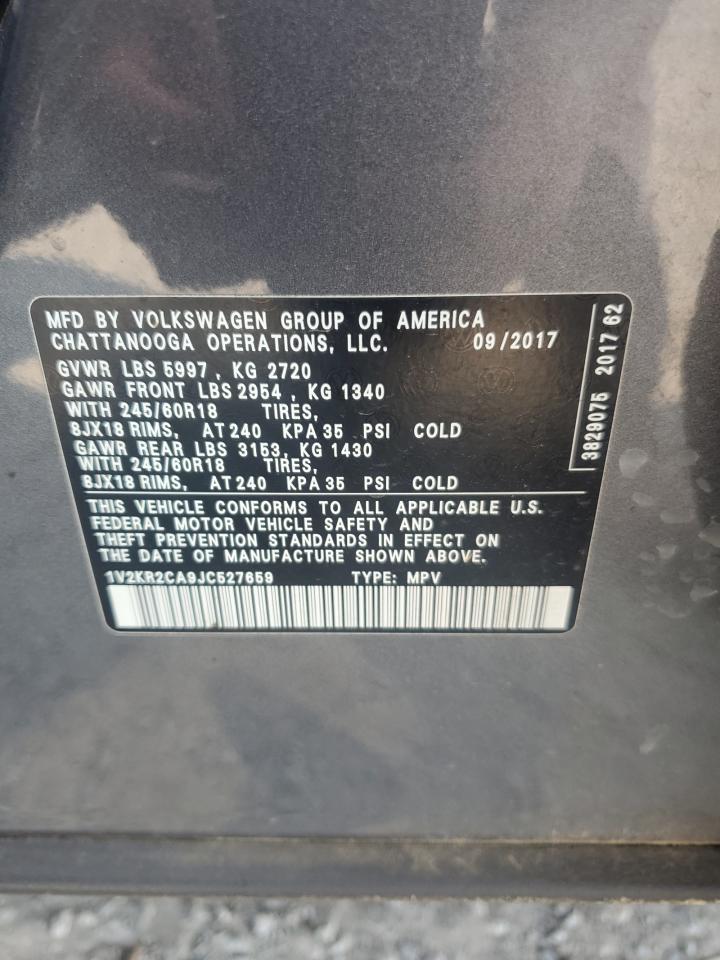 MFD BY VOLKSWAGEN GROUP OF AMERICA
CHATTANOOGA OPERATIONS, LLC. 09/2017
GVWR LBS 5997 , KG 2720
GAWR FRONT LBS 2954 , KG 1340
WITH 245/60R18 TIRES,
8JX18 RIMS, AT 240 KPA 35 PSI COLD
GAWR REAR LBS 3153, KG 1430
WITH 245/60R18 TIRES,
8JX18 RIMS, AT 240 KPA 35 PSI COLD
THIS VEHICLE CONFORMS TO ALL APPLICABLE U.S.
FEDERAL MOTOR VEHICLE SAFETY AND
THEFT PREVENTION STANDARDS IN EFFECT ON
THE DATE OF MANUFACTURE SHOWN ABOVE.
1V2KR2CA9JC527659 TYPE: MPV
3829075 2017 62